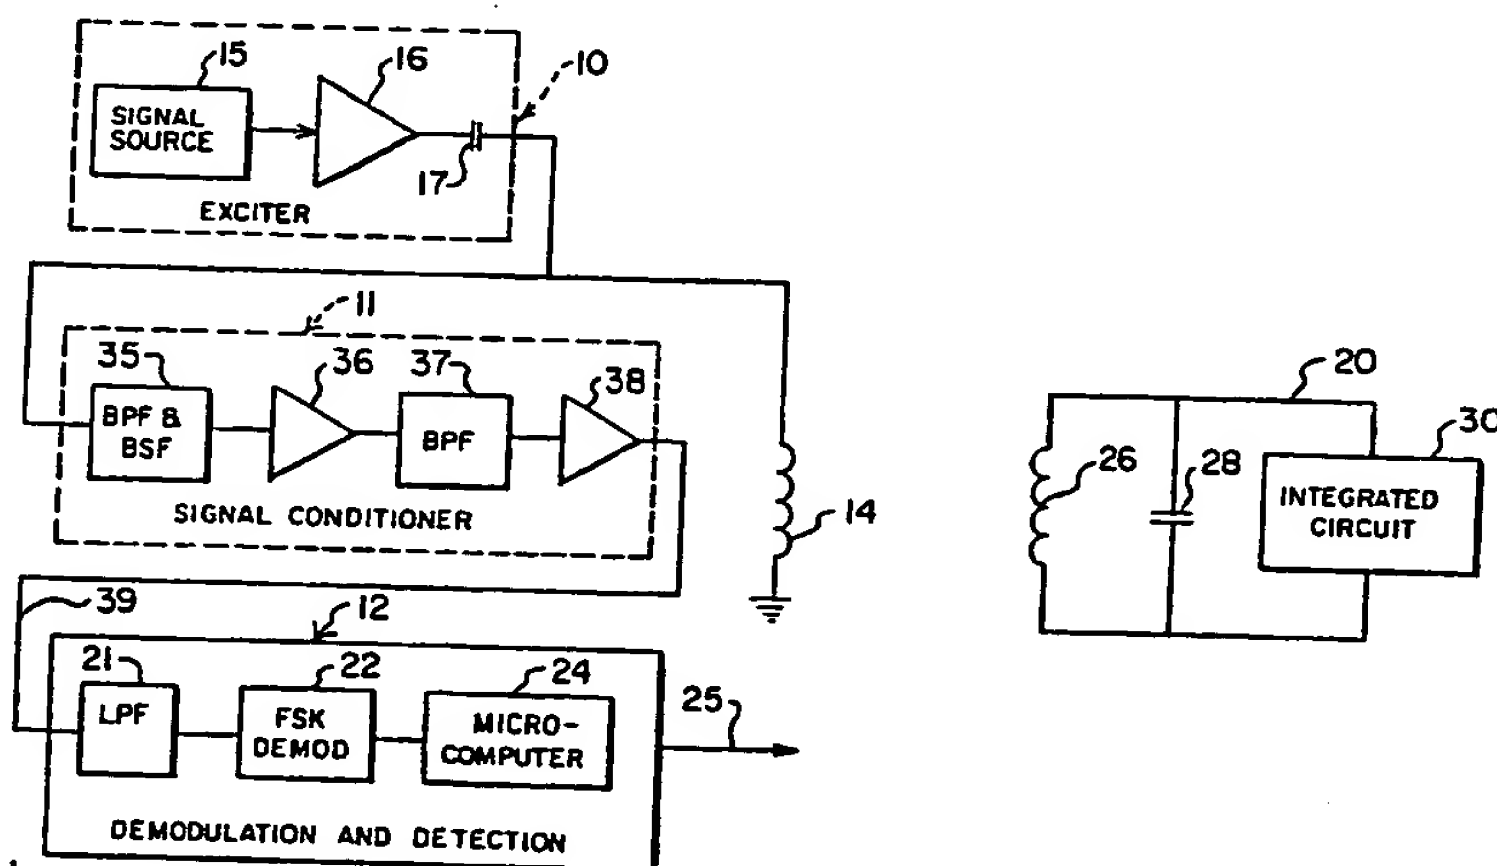 15
16
10
SIGNAL
SOURCE
17
EXCITER
11
35
36
37
38
BPF &
BSF
BPF
SIGNAL CONDITIONER
14
20
30
26
28
INTEGRATED
CIRCUIT
39
12
21
22
24
25
LPF
FSK
DEMOD
MICRO-
COMPUTER
DEMODULATION AND DETECTION